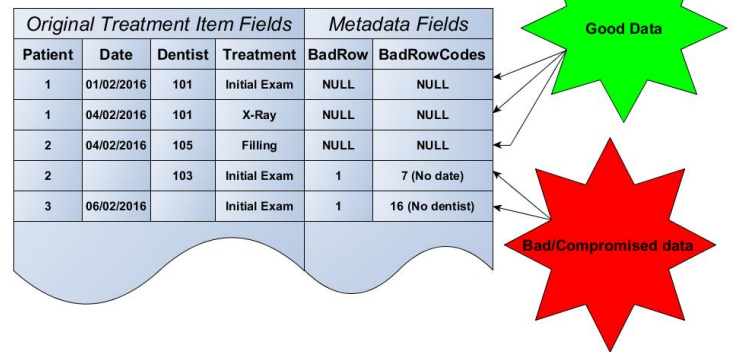 Original Treatment Item Fields Metadata Fields
Patient Date Dentist Treatment BadRow BadRowCodes
1 01/02/2016 101 Initial Exam NULL NULL
1 04/02/2016 101 X-Ray NULL NULL
2 04/02/2016 105 Filling NULL NULL
2 103 Initial Exam 1 7 (No date)
3 06/02/2016 Initial Exam 1 16 (No dentist)
Good Data
Bad/Compromised data